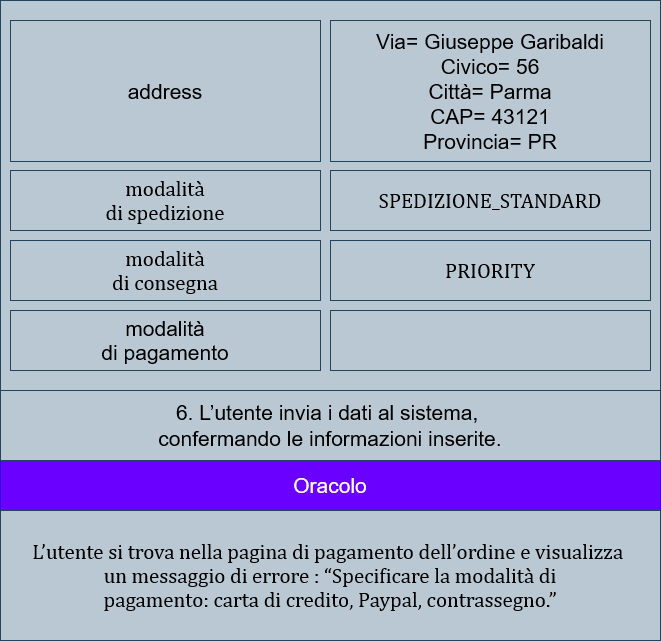 address
Via= Giuseppe Garibaldi
Civico= 56
Città= Parma
CAP= 43121
Provincia= PR
modalità
di spedizione
SPEDIZIONE_STANDARD
modalità
di consegna
PRIORITY
modalità
di pagamento
6. L’utente invia i dati al sistema,
confermando le informazioni inserite.
Oracolo
L’utente si trova nella pagina di pagamento dell’ordine e visualizza
un messaggio di errore : “Specificare la modalità di
pagamento: carta di credito, Paypal, contrassegno.”